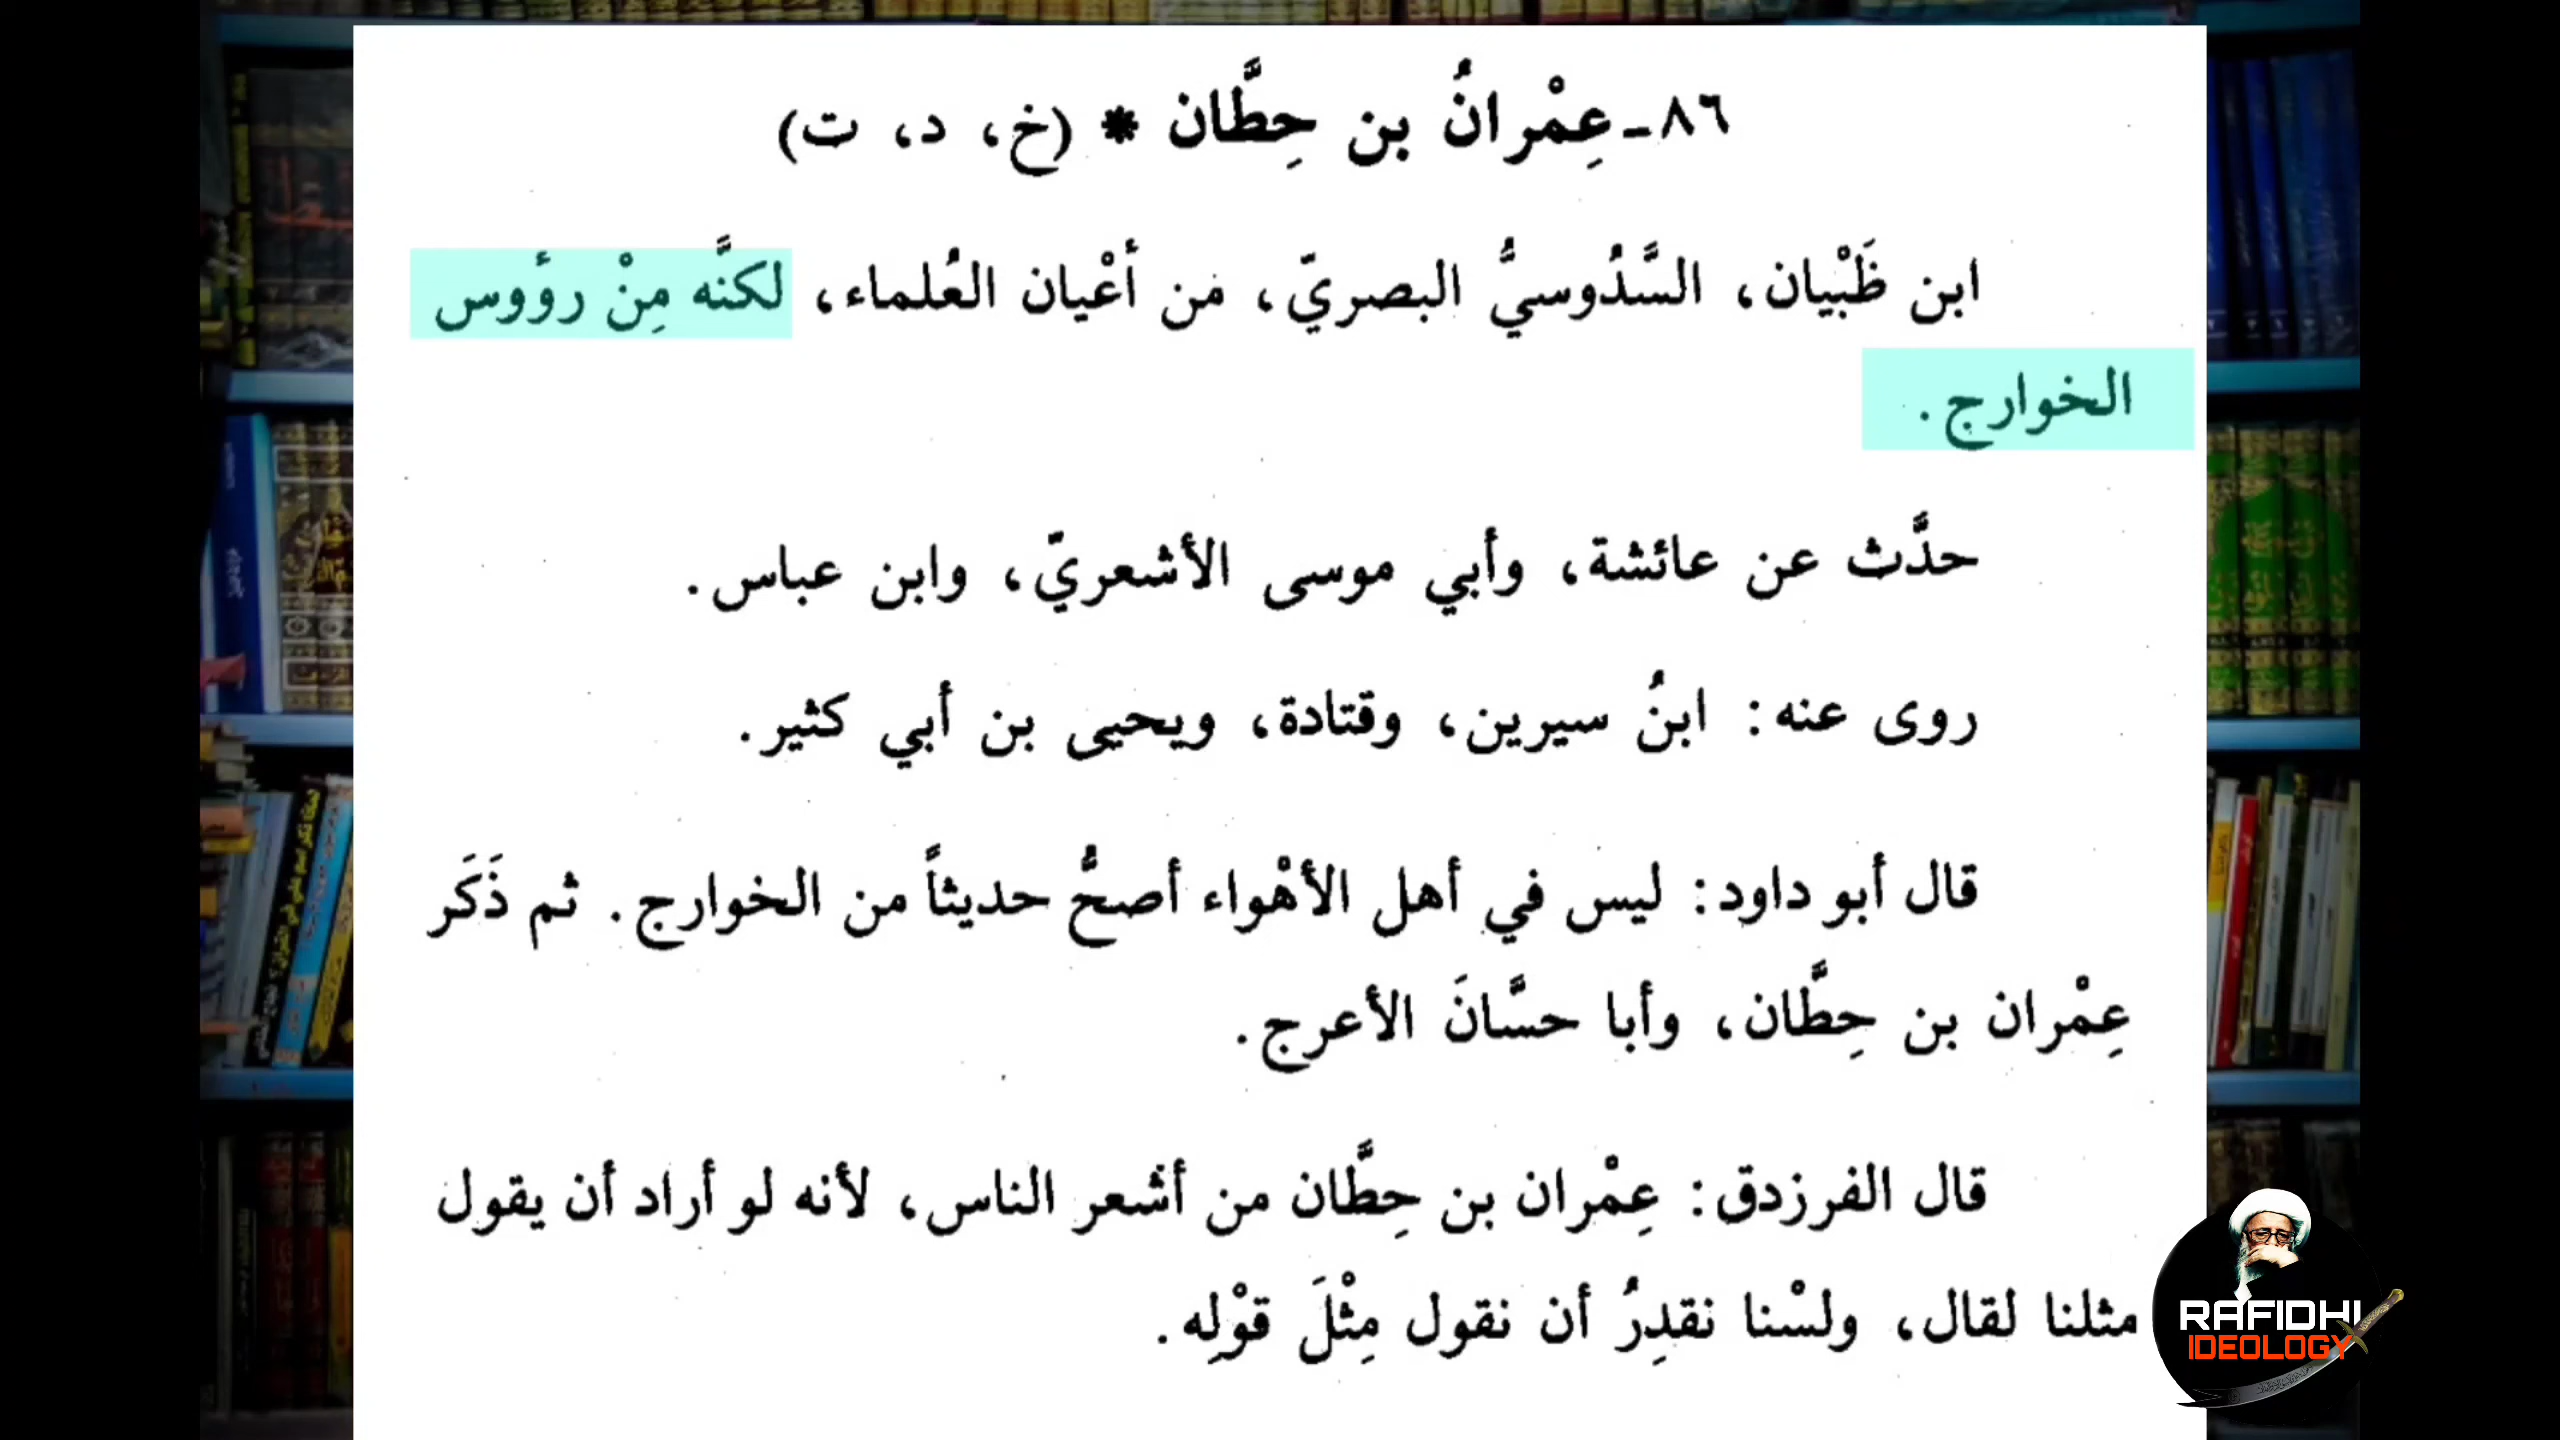 ٨٦- عِمْرانُ بن حِطَّان * (خ، د، ت)
ابن ظَبْيان، السَّدُوسيُّ البصريّ، من أعْيان العُلماء، لكنَّه مِنْ رؤوس
الخوارج.
حدَّث عن عائشة، وأبي موسى الأشعريّ، وابن عباس.
روى عنه: ابنُ سيرين، وقتادة، ويحيى بن أبي كثير.
قال أبو داود: ليس في أهل الأهْواء أصحُّ حديثاً من الخوارج. ثم ذَكَر
عِمْران بن حِطَّان، وأبا حسَّانَ الأعرج.
قال الفرزدق: عِمْران بن حِطَّان من أشعر الناس، لأنه لو أراد أن يقول
مثلنا لقال، ولسْنا نقدِرُ أن نقول مِثْلَ قوْلِه.
RAFIDHI
IDEOLOGY